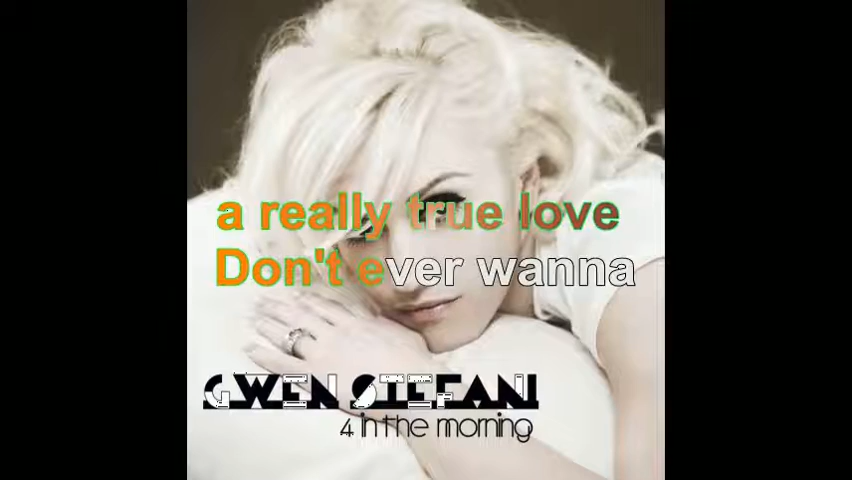 a really true love
Don't ever wanna
GWEN STEFANI
4 in the morning